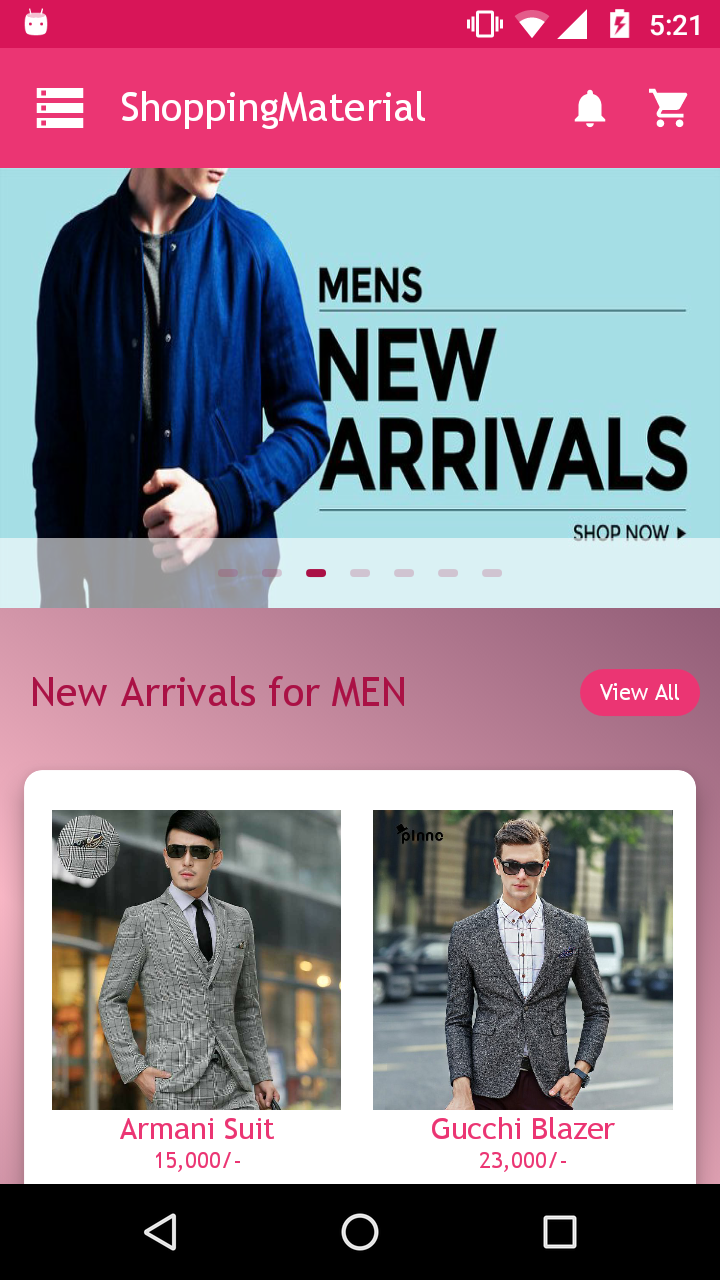 5:21
ShoppingMaterial
MENS
NEW
ARRIVALS
SHOP NOW
New Arrivals for MEN
View All
pinno
Armani Suit
Gucchi Blazer
15,000/-
23,000/-